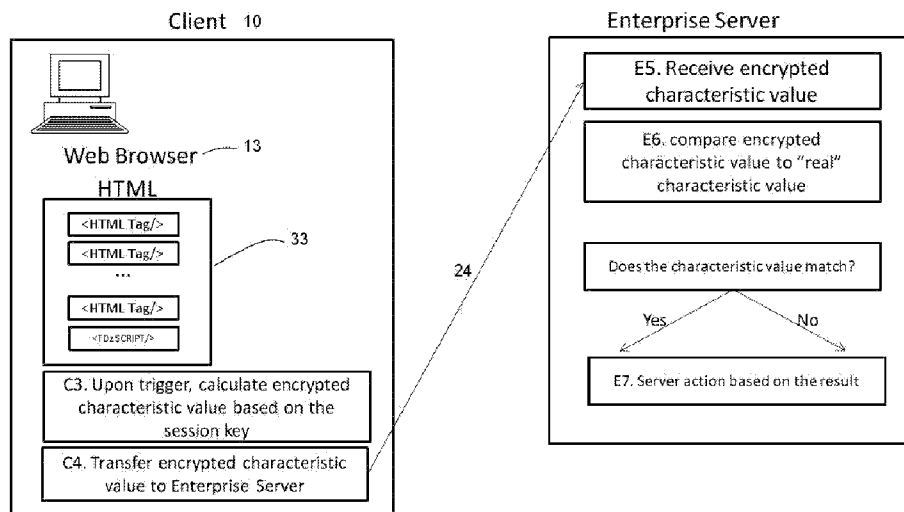 Client 10
Web Browser 13
HTML
<HTML Tag/>
<HTML Tag/>
...
<HTML Tag/>
<TDzSCRIPT/>
33
C3. Upon trigger, calculate encrypted
characteristic value based on the
session key
C4. Transfer encrypted characteristic
value to Enterprise Server
24
Enterprise Server
E5. Receive encrypted
characteristic value
E6. compare encrypted
characteristic value to "real"
characteristic value
Does the characteristic value match?
Yes
No
E7. Server action based on the result